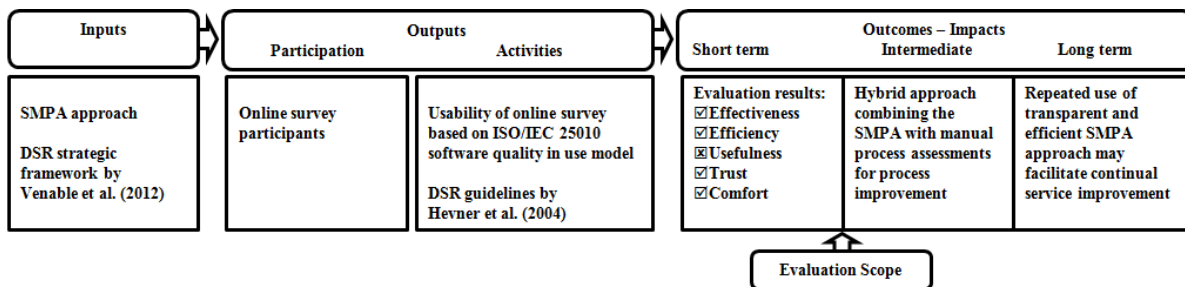 Inputs
Outputs
Participation
Activities
Outcomes – Impacts
Short term
Intermediate
Long term
SMPA approach
DSR strategic
framework by
Venable et al. (2012)
Online survey
participants
Usability of online survey
based on ISO/IEC 25010
software quality in use model
DSR guidelines by
Hevner et al. (2004)
Evaluation results:
☑Effectiveness
☑Efficiency
☒Usefulness
☑Trust
☑Comfort
Hybrid approach
combining the
SMPA with manual
process assessments
for process
improvement
Repeated use of
transparent and
efficient SMPA
approach may
facilitate continual
service improvement
Evaluation Scope